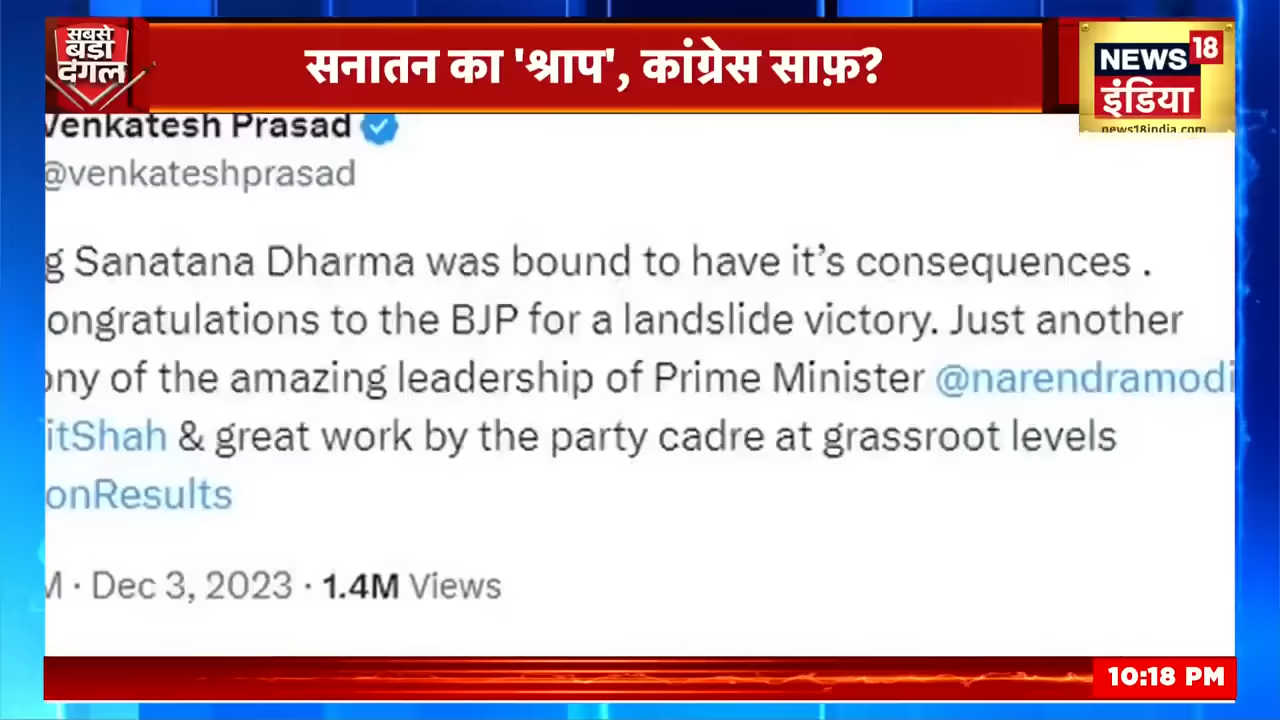 सबसे
बड़ा
दंगल
सनातन का 'श्राप', कांग्रेस साफ़?
NEWS 18
इंडिया
news18india.com
Venkatesh Prasad
@venkateshprasad
g Sanatana Dharma was bound to have it’s consequences .
ongratulations to the BJP for a landslide victory. Just another
ony of the amazing leadership of Prime Minister @narendramodi
itShah & great work by the party cadre at grassroot levels
onResults
M · Dec 3, 2023 · 1.4M Views
10:18 PM